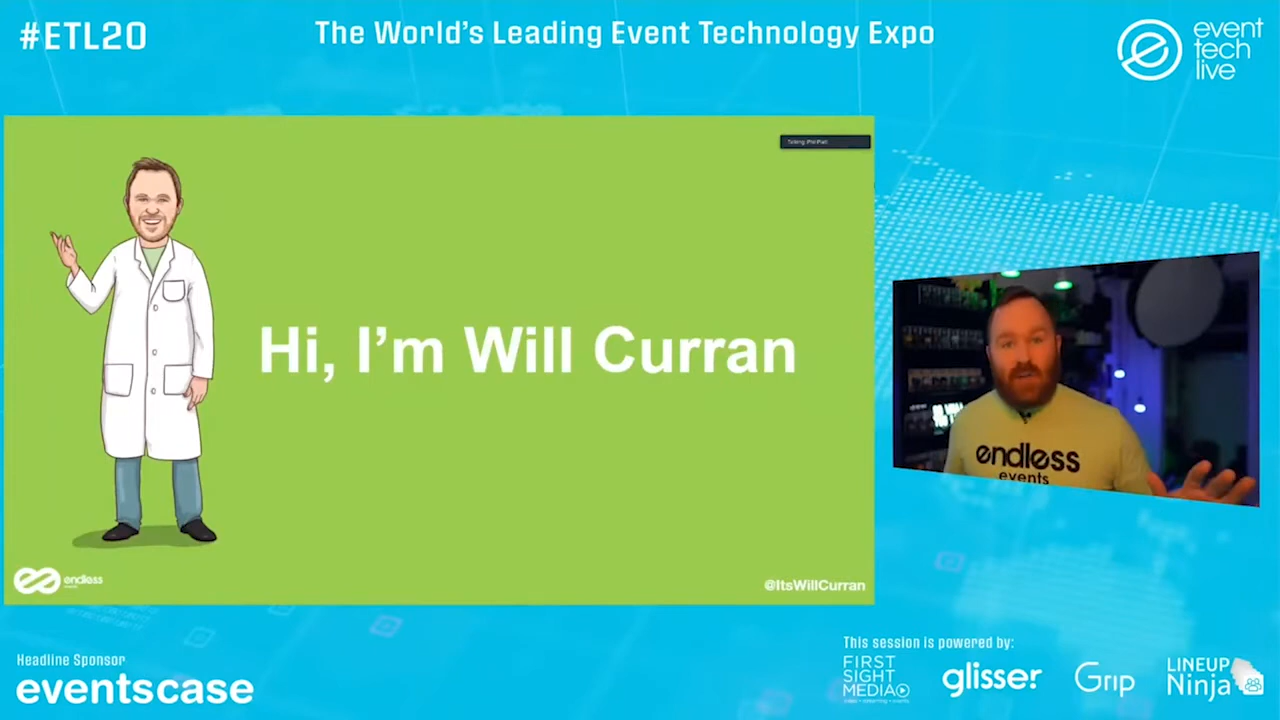 #ETL20
The World's Leading Event Technology Expo
event
tech
live
Hi, I'm Will Curran
endless
events
endless
@ItsWillCurran
Headline Sponsor
eventscase
This session is powered by:
FIRST
SIGHT
MEDIA
glisser
Grip
LINEUP
Ninja